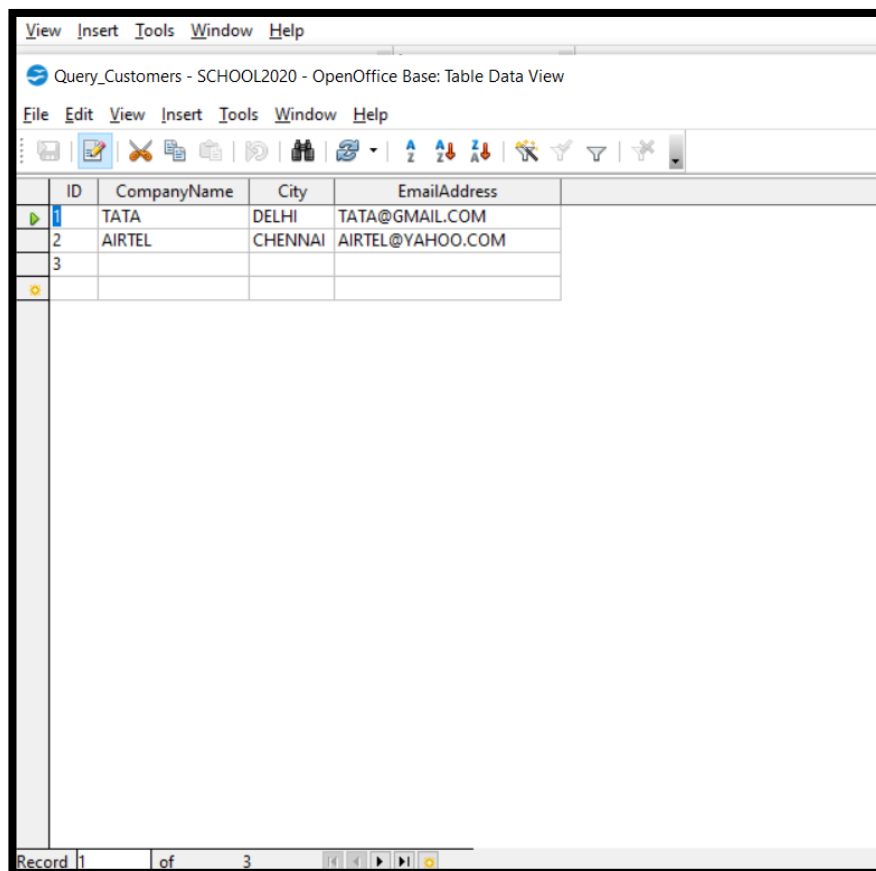 View Insert Tools Window Help
Query_Customers - SCHOOL2020 - OpenOffice Base: Table Data View
File Edit View Insert Tools Window Help
ID CompanyName City EmailAddress
1 TATA DELHI TATA@GMAIL.COM
2 AIRTEL CHENNAI AIRTEL@YAHOO.COM
3
Record 1 of 3